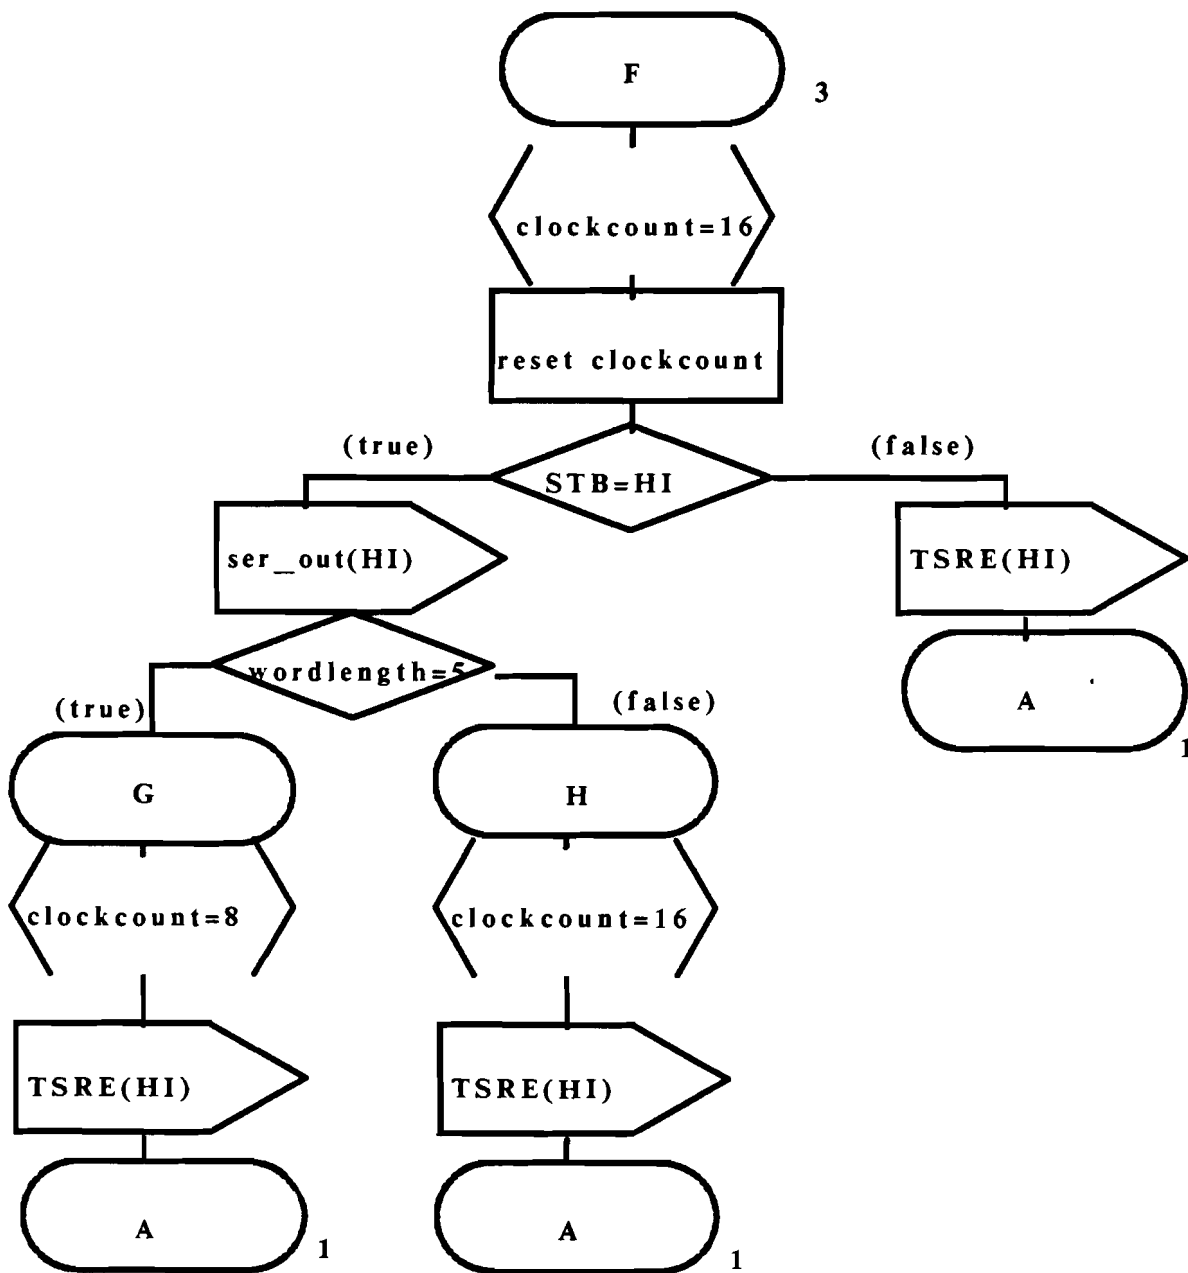 F
3
clockcount=16
reset clockcount
(true)
(false)
STB=HI
ser_out(HI)
TSRE(HI)
wordlength=5
(true)
(false)
A
1
G
H
clockcount=8
clockcount=16
TSRE(HI)
TSRE(HI)
A
1
A
1